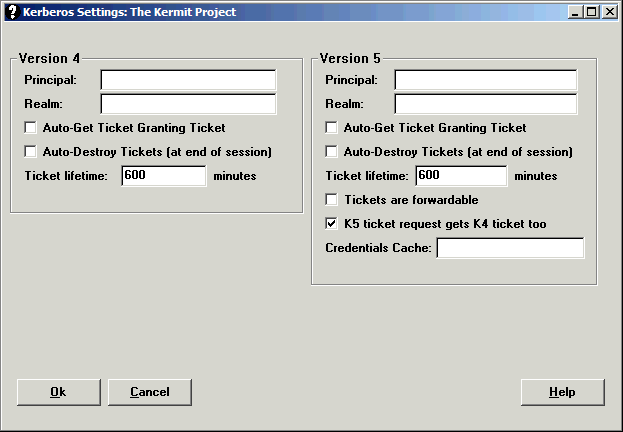 Kerberos Settings: The Kermit Project
Version 4
Principal:
Realm:
Auto-Get Ticket Granting Ticket
Auto-Destroy Tickets (at end of session)
Ticket lifetime: 600 minutes
Version 5
Principal:
Realm:
Auto-Get Ticket Granting Ticket
Auto-Destroy Tickets (at end of session)
Ticket lifetime: 600 minutes
Tickets are forwardable
K5 ticket request gets K4 ticket too
Credentials Cache:
Ok
Cancel
Help